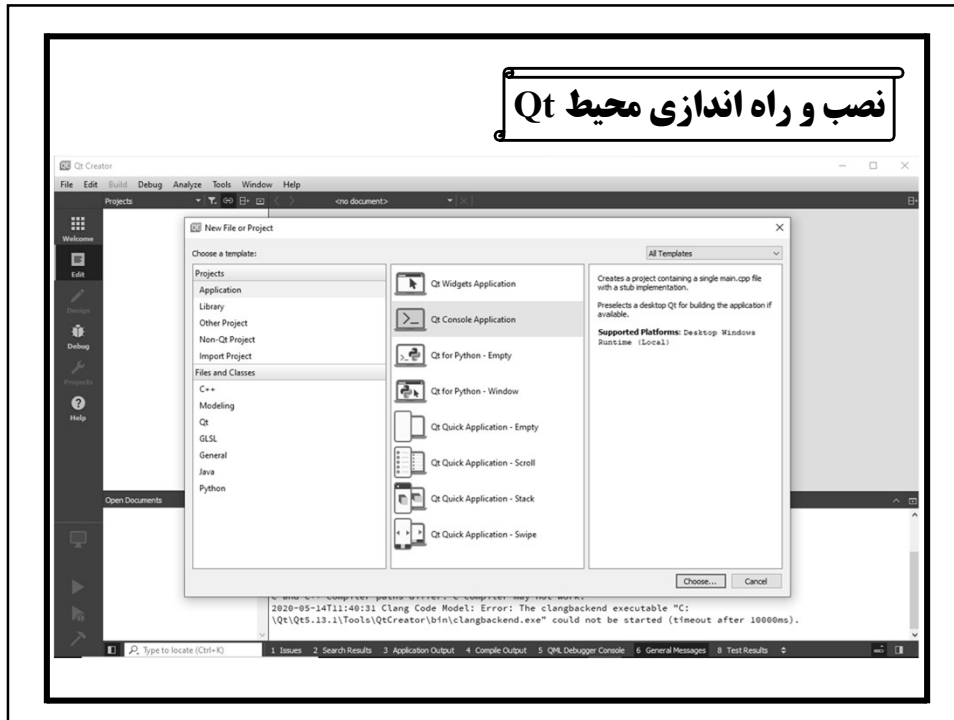 نصب و راه اندازی محیط Qt
Qt Creator
File Edit Build Debug Analyze Tools Window Help
Projects
<no document>
Welcome
Edit
Design
Debug
Projects
Help
New File or Project
Choose a template:
All Templates
Projects
Application
Library
Other Project
Non-Qt Project
Import Project
Files and Classes
C++
Modeling
Qt
GLSL
General
Java
Python
Qt Widgets Application
Qt Console Application
Qt for Python - Empty
Qt for Python - Window
Qt Quick Application - Empty
Qt Quick Application - Scroll
Qt Quick Application - Stack
Qt Quick Application - Swipe
Creates a project containing a single main.cpp file
with a stub implementation.
Preselects a desktop Qt for building the application if
available.
Supported Platforms: Desktop Windows
Runtime (Local)
Choose... Cancel
Open Documents
C and C++ compiler paths differ. C compiler may not work.
2020-05-14T11:40:31 Clang Code Model: Error: The clangbackend executable "C:
\Qt\Qt5.13.1\Tools\QtCreator\bin\clangbackend.exe" could not be started (timeout after 10000ms).
Type to locate (Ctrl+K)
1 Issues 2 Search Results 3 Application Output 4 Compile Output 5 QML Debugger Console 6 General Messages 8 Test Results